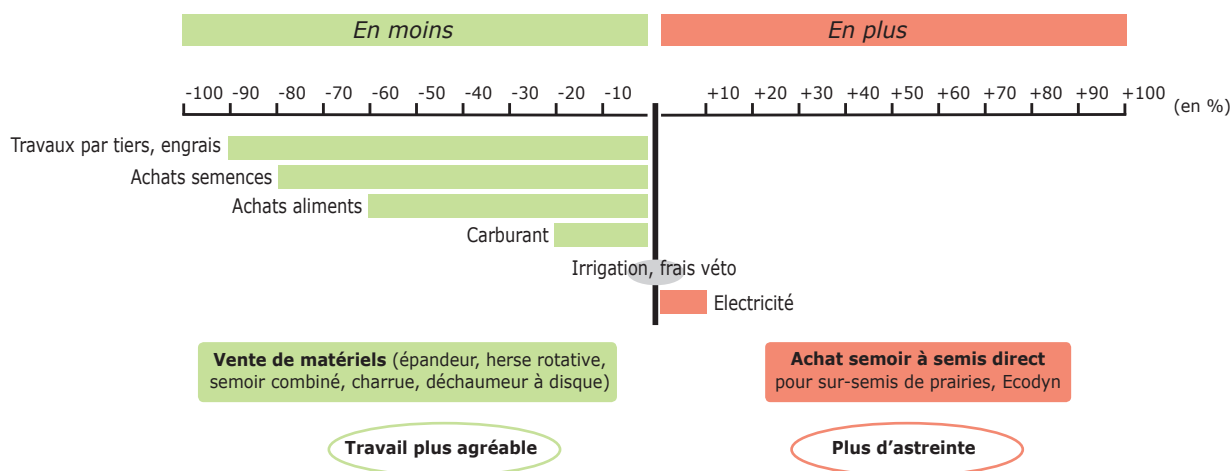 En moins
En plus
-100 -90 -80 -70 -60 -50 -40 -30 -20 -10 +10 +20 +30 +40 +50 +60 +70 +80 +90 +100 (en %)
Travaux par tiers, engrais
Achats semences
Achats aliments
Carburant
Irrigation, frais véto
Electricité
Vente de matériels (épandeur, herse rotative,
semoir combiné, charrue, déchaumeur à disque)
Achat semoir à semis direct
pour sur-semis de prairies, Ecodyn
Travail plus agréable
Plus d'astreinte